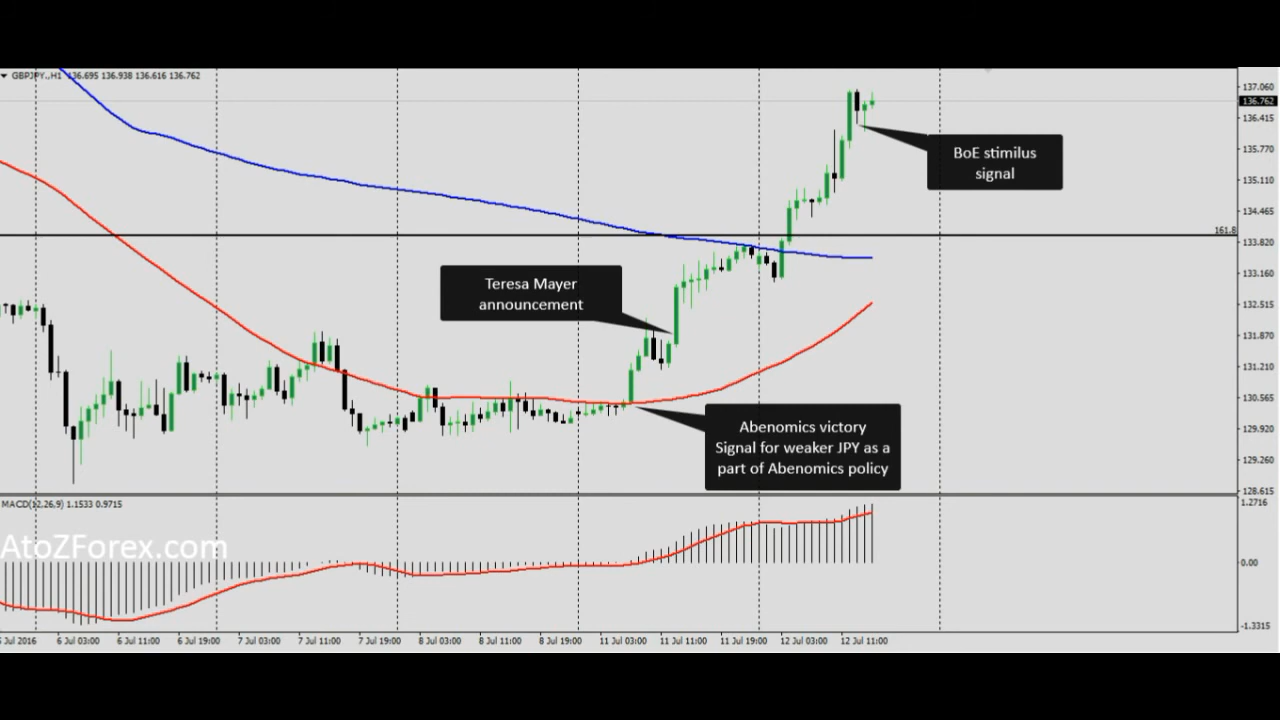 GBPJPY.,H1 136.695 136.938 136.616 136.762
137.060
136.762
136.415
135.770
135.110
134.465
161.8
133.820
133.160
132.515
131.870
131.210
130.565
129.920
129.260
128.615
BoE stimilus
signal
Teresa Mayer
announcement
Abenomics victory
Signal for weaker JPY as a
part of Abenomics policy
MACD(12,26,9) 1.1533 0.9715
1.2716
0.00
-1.3315
AtoZForex.com
Jul 2016 6 Jul 03:00 6 Jul 11:00 6 Jul 19:00 7 Jul 03:00 7 Jul 11:00 7 Jul 19:00 8 Jul 03:00 8 Jul 11:00 8 Jul 19:00 11 Jul 03:00 11 Jul 11:00 11 Jul 19:00 12 Jul 03:00 12 Jul 11:00